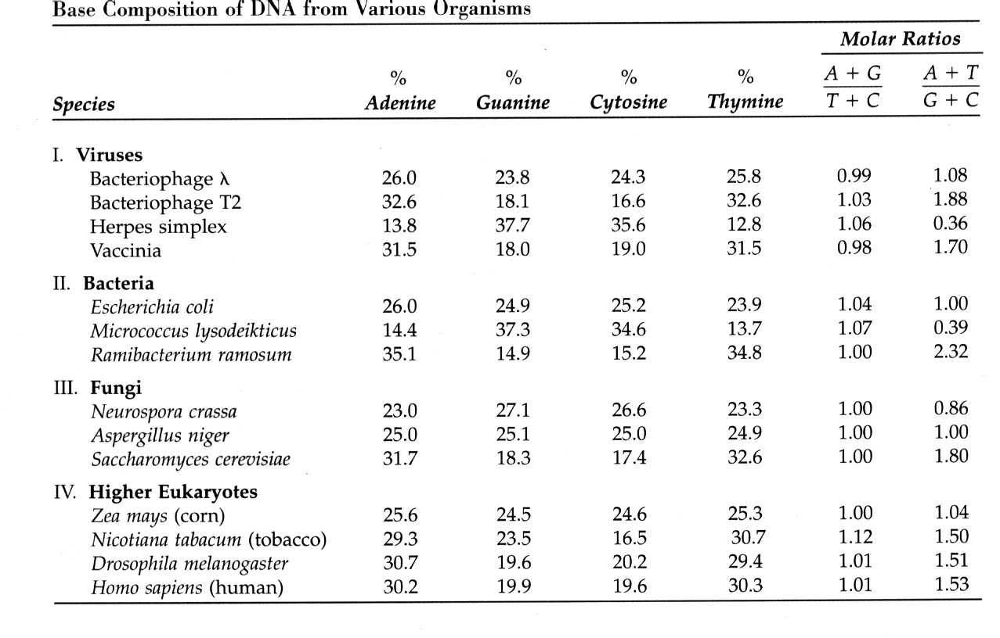 Base Composition of DNA from Various Organisms
Molar Ratios
% % % % A + G A + T
Species Adenine Guanine Cytosine Thymine T + C G + C
I. Viruses
Bacteriophage λ 26.0 23.8 24.3 25.8 0.99 1.08
Bacteriophage T2 32.6 18.1 16.6 32.6 1.03 1.88
Herpes simplex 13.8 37.7 35.6 12.8 1.06 0.36
Vaccinia 31.5 18.0 19.0 31.5 0.98 1.70
II. Bacteria
Escherichia coli 26.0 24.9 25.2 23.9 1.04 1.00
Micrococcus lysodeikticus 14.4 37.3 34.6 13.7 1.07 0.39
Ramibacterium ramosum 35.1 14.9 15.2 34.8 1.00 2.32
III. Fungi
Neurospora crassa 23.0 27.1 26.6 23.3 1.00 0.86
Aspergillus niger 25.0 25.1 25.0 24.9 1.00 1.00
Saccharomyces cerevisiae 31.7 18.3 17.4 32.6 1.00 1.80
IV. Higher Eukaryotes
Zea mays (corn) 25.6 24.5 24.6 25.3 1.00 1.04
Nicotiana tabacum (tobacco) 29.3 23.5 16.5 30.7 1.12 1.50
Drosophila melanogaster 30.7 19.6 20.2 29.4 1.01 1.51
Homo sapiens (human) 30.2 19.9 19.6 30.3 1.01 1.53